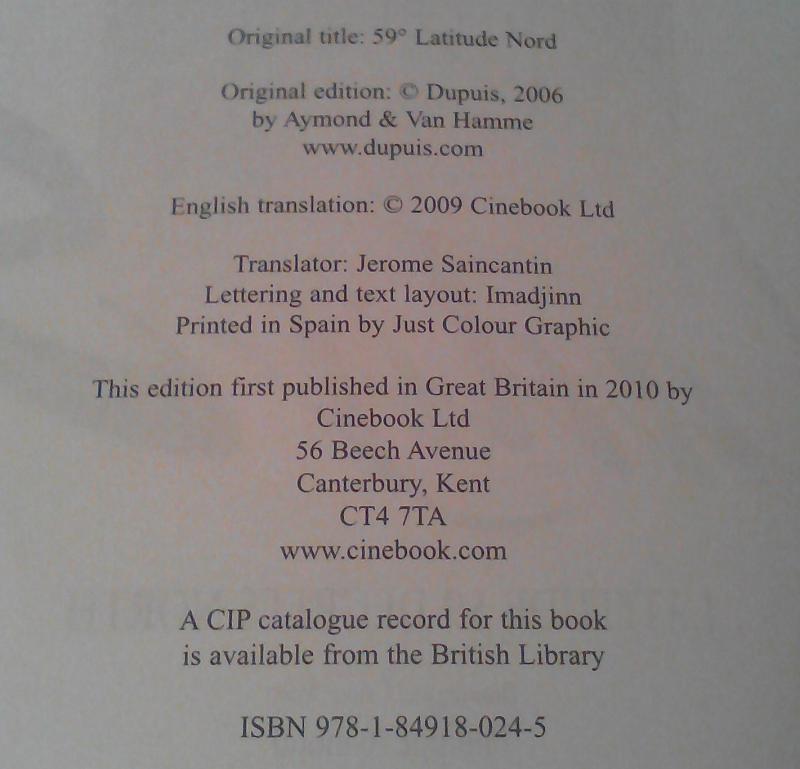 Original title: 59° Latitude Nord
Original edition: © Dupuis, 2006
by Aymond & Van Hamme
www.dupuis.com
English translation: © 2009 Cinebook Ltd
Translator: Jerome Saincantin
Lettering and text layout: Imadjinn
Printed in Spain by Just Colour Graphic
This edition first published in Great Britain in 2010 by
Cinebook Ltd
56 Beech Avenue
Canterbury, Kent
CT4 7TA
www.cinebook.com
A CIP catalogue record for this book
is available from the British Library
ISBN 978-1-84918-024-5